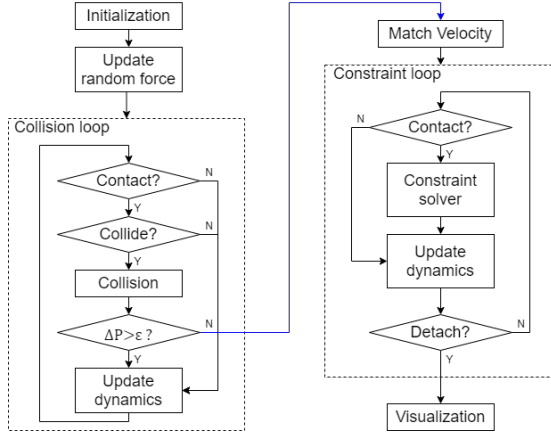 Initialization
Update
random force
Collision loop
Contact?
N
Y
Collide?
N
Y
Collision
ΔP>ε ?
N
Y
Update
dynamics
Match Velocity
Constraint loop
Contact?
N
Y
Constraint
solver
Update
dynamics
Detach?
N
Y
Visualization